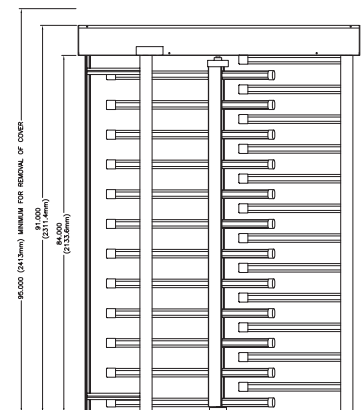 95.000 (2413mm) MINIMUM FOR REMOVAL OF COVER
91.000
(2311.4mm)
84.000
(2133.6mm)